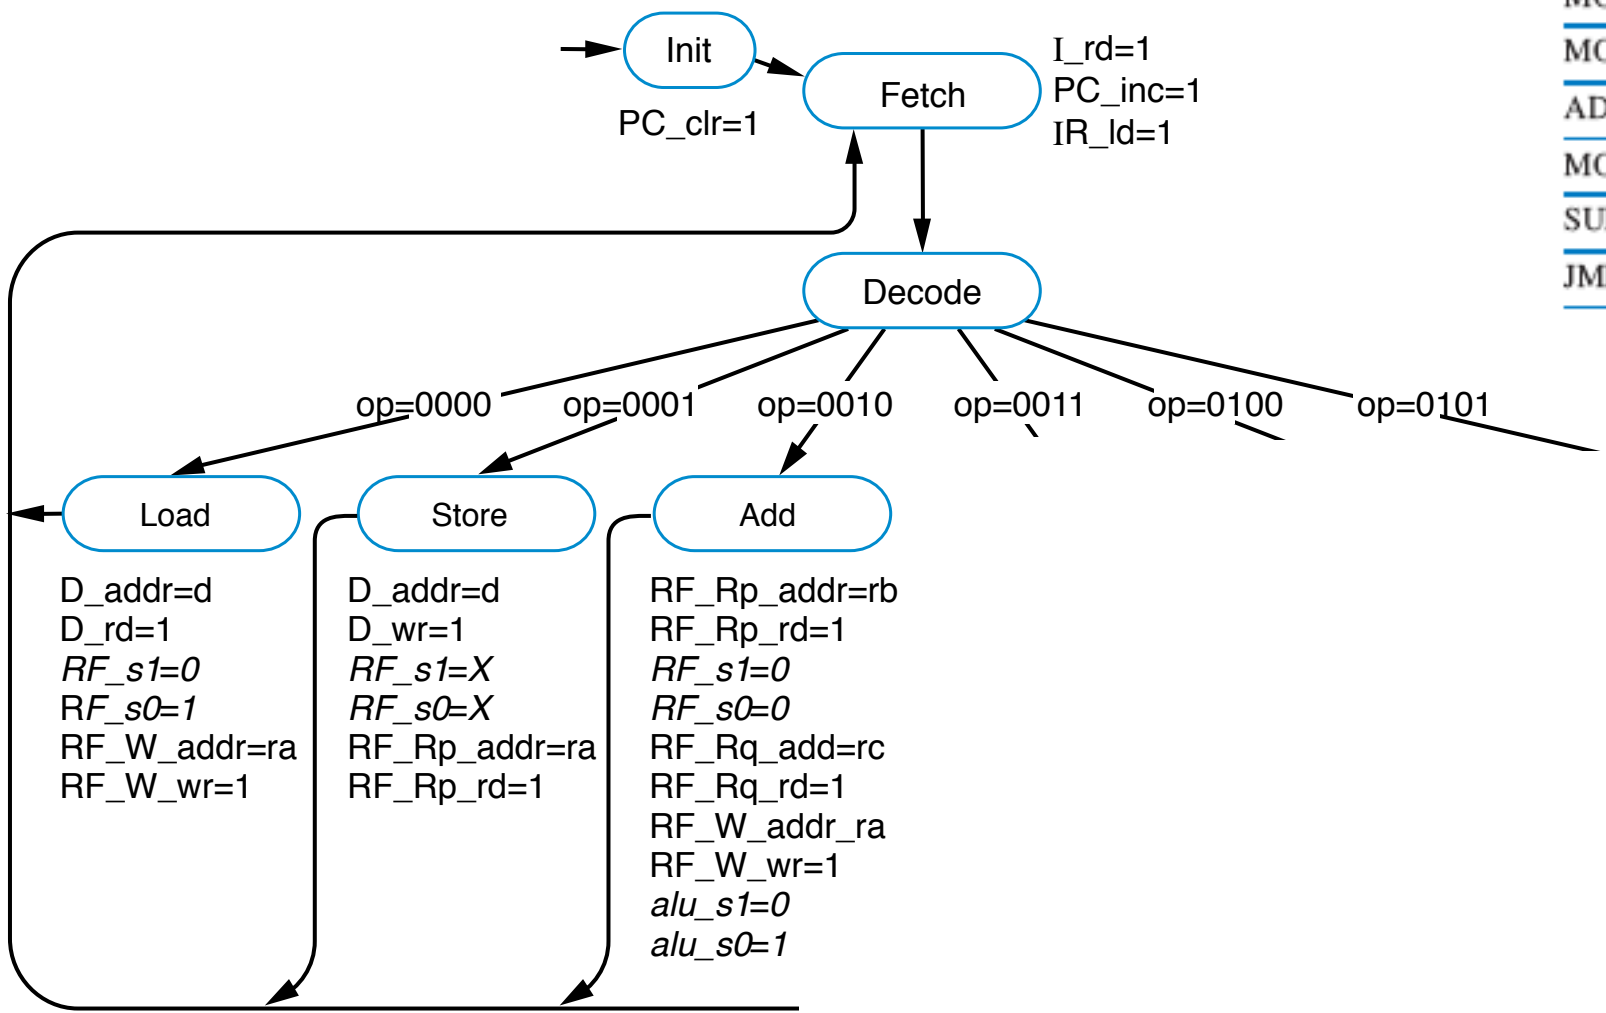 Init
PC_clr=1
Fetch
I_rd=1
PC_inc=1
IR_ld=1
Decode
op=0000
op=0001
op=0010
op=0011
op=0100
op=0101
Load
D_addr=d
D_rd=1
RF_s1=0
RF_s0=1
RF_W_addr=ra
RF_W_wr=1
Store
D_addr=d
D_wr=1
RF_s1=X
RF_s0=X
RF_Rp_addr=ra
RF_Rp_rd=1
Add
RF_Rp_addr=rb
RF_Rp_rd=1
RF_s1=0
RF_s0=0
RF_Rq_add=rc
RF_Rq_rd=1
RF_W_addr_ra
RF_W_wr=1
alu_s1=0
alu_s0=1